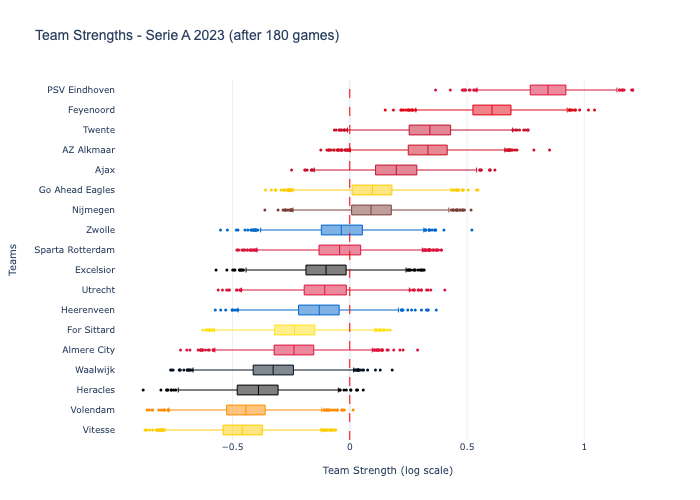 Team Strengths - Serie A 2023 (after 180 games)
PSV Eindhoven
Feyenoord
Twente
AZ Alkmaar
Ajax
Go Ahead Eagles
Nijmegen
Zwolle
Sparta Rotterdam
Excelsior
Utrecht
Heerenveen
For Sittard
Almere City
Waalwijk
Heracles
Volendam
Vitesse
Teams
−0.5
0
0.5
1
Team Strength (log scale)